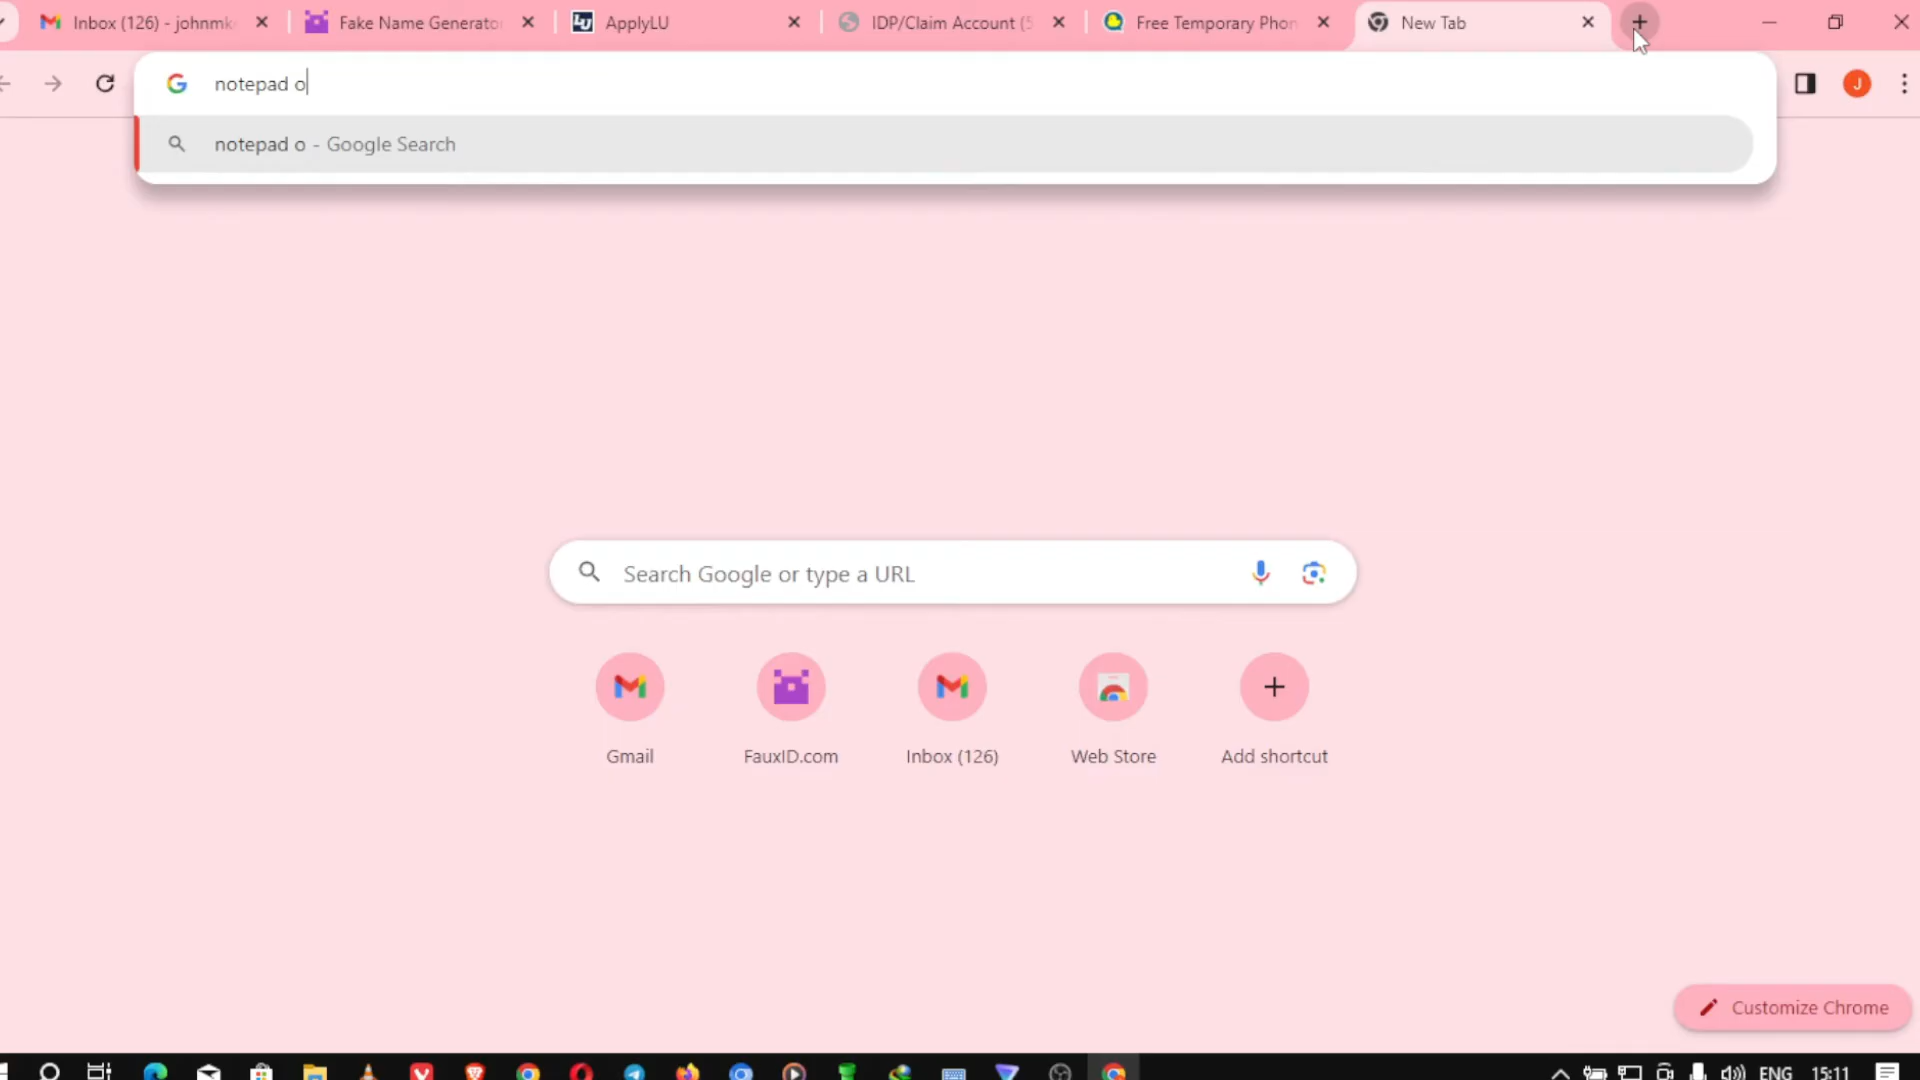 Inbox (126) - johnmk
Fake Name Generator
ApplyLU
IDP/Claim Account (5
Free Temporary Phon
New Tab
notepad o
J
notepad o - Google Search
Search Google or type a URL
Gmail
FauxID.com
Inbox (126)
Web Store
Add shortcut
Customize Chrome
ENG
15:11